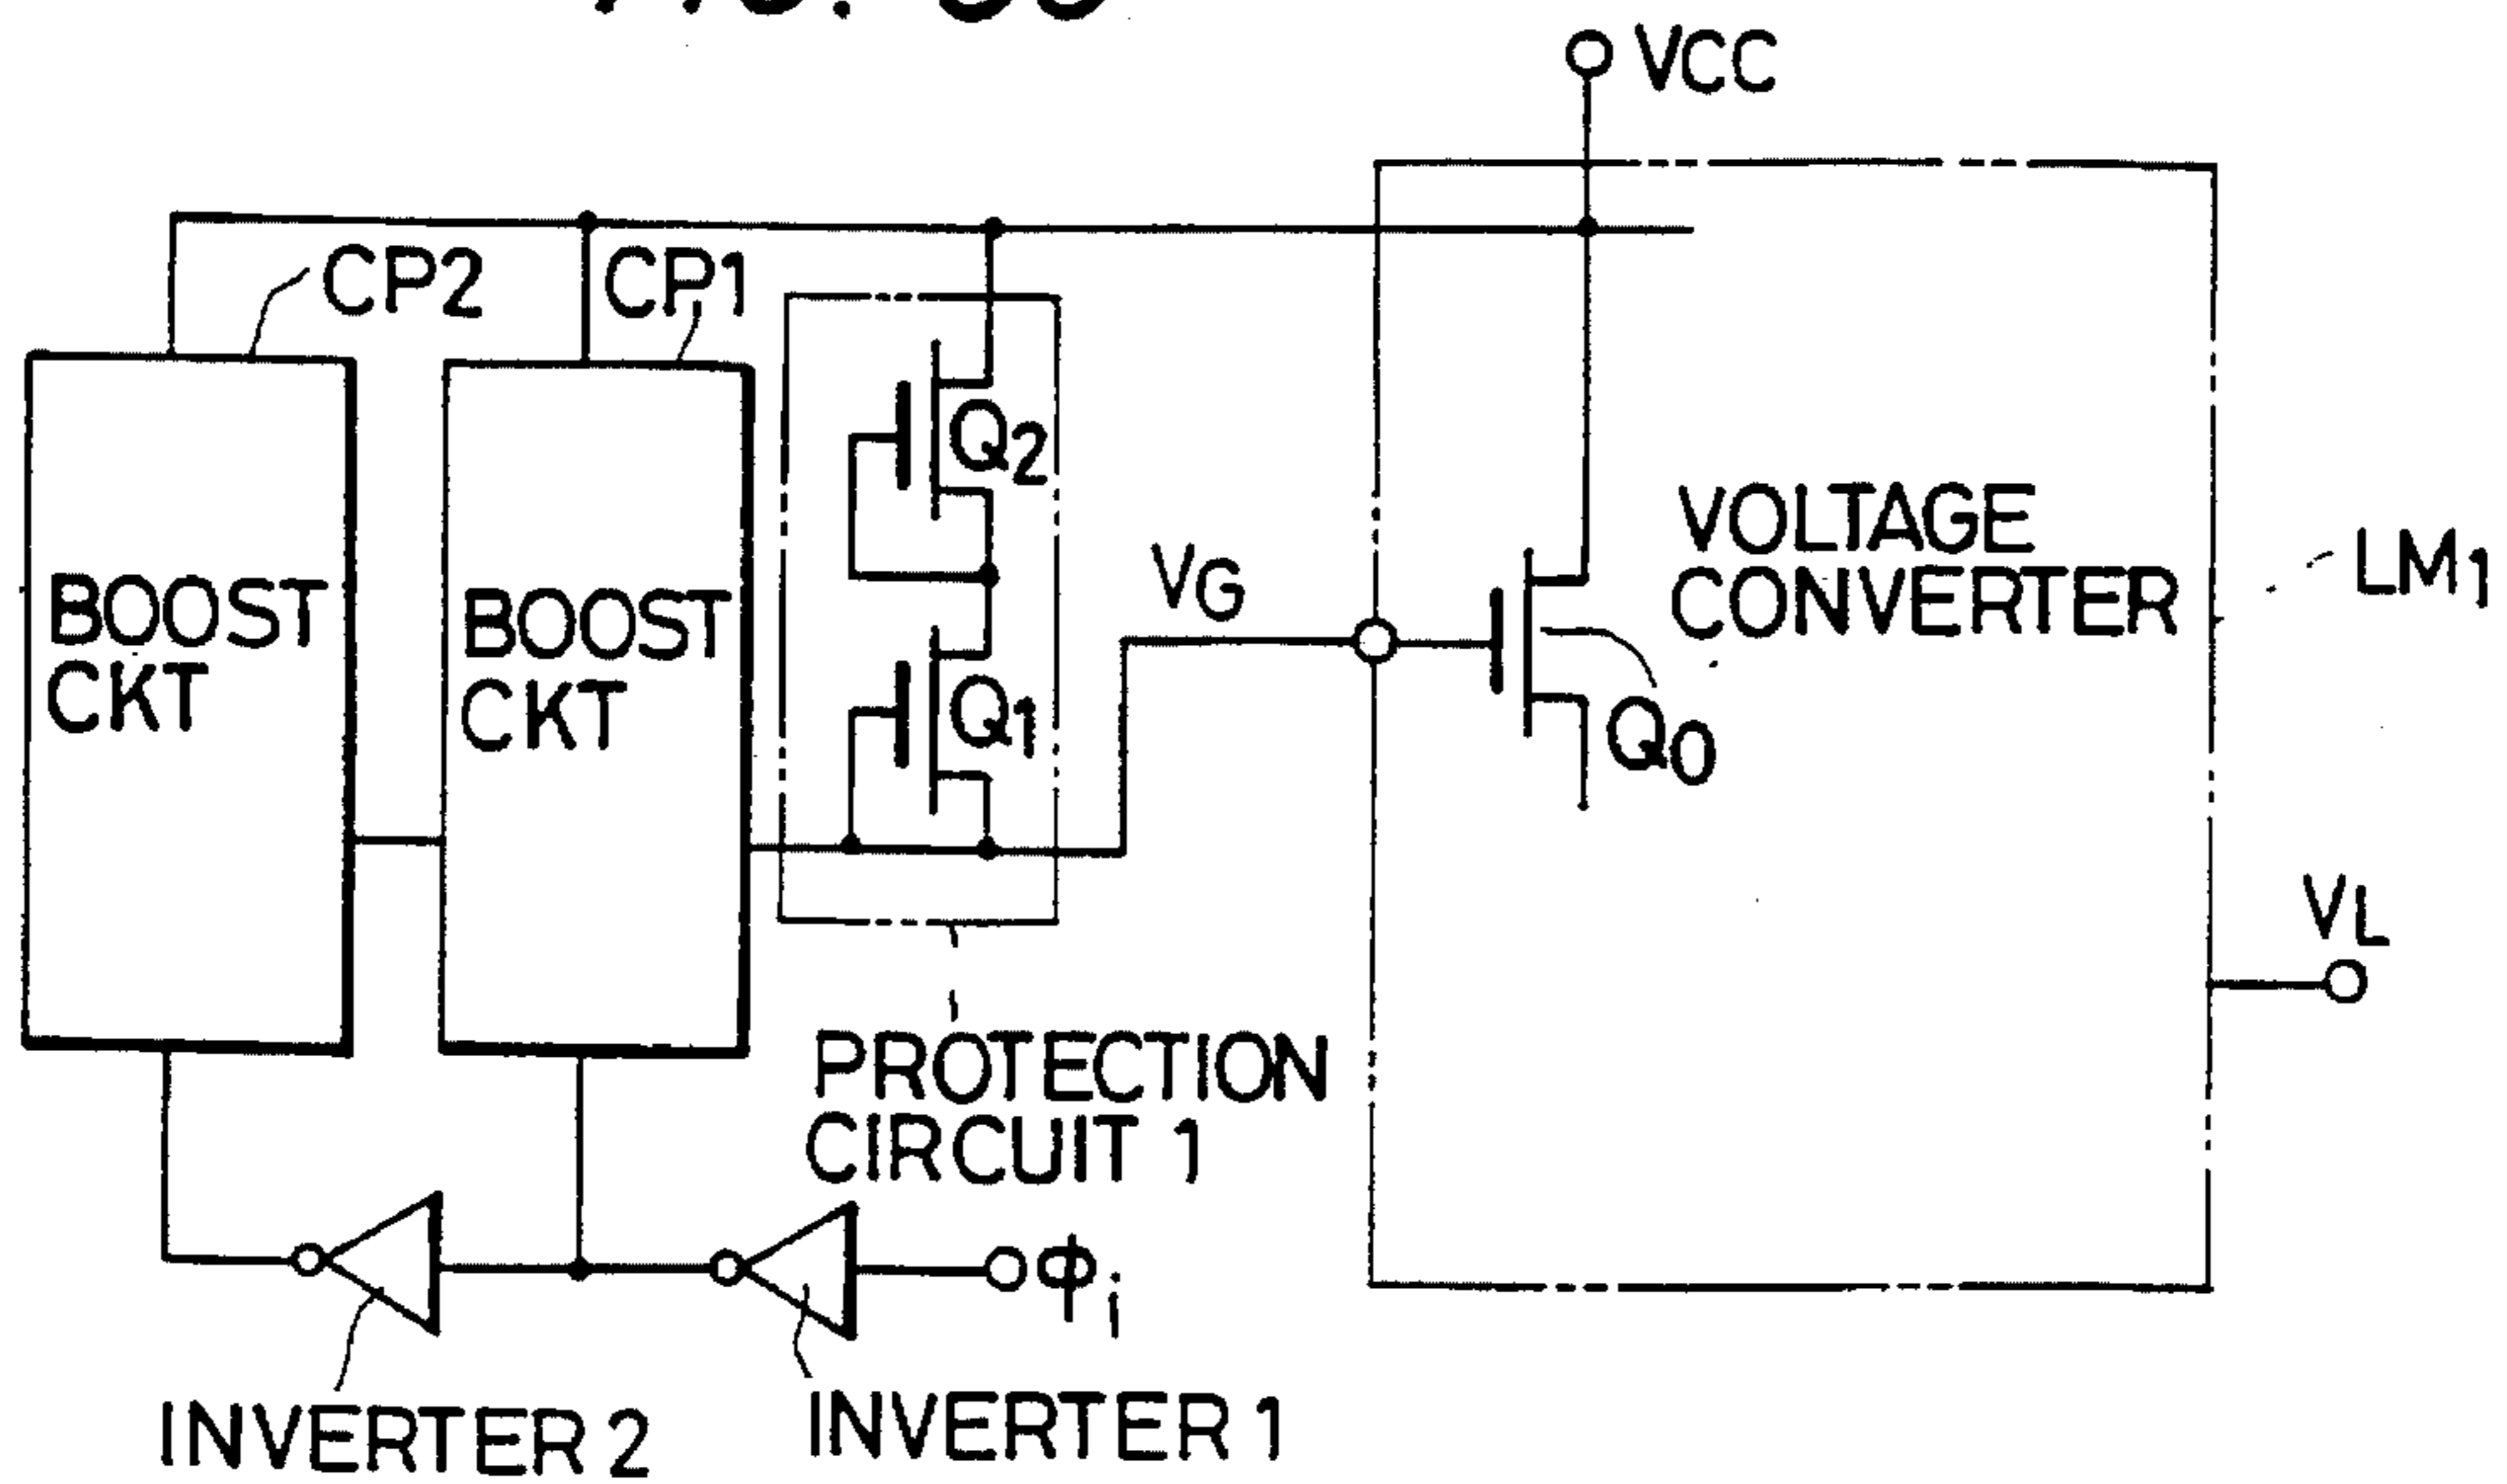 VCC
CP2
CP1
Q2
VOLTAGE
CONVERTER
LM1
VG
BOOST
CKT
BOOST
CKT
Q1
Q0
VL
PROTECTION
CIRCUIT 1
Φi
INVERTER 2
INVERTER 1